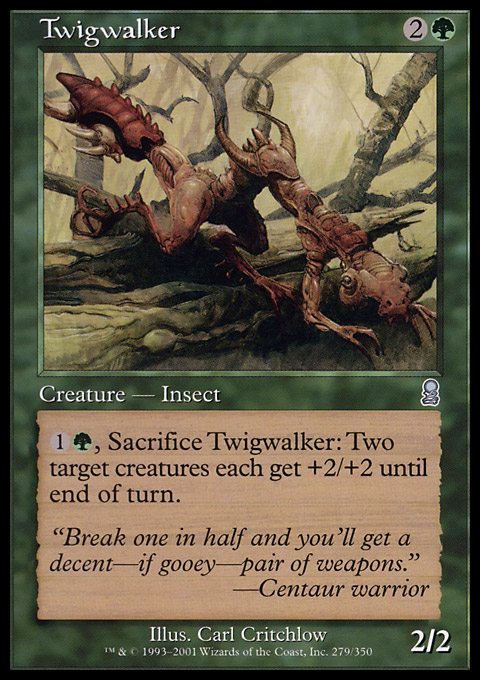 Twigwalker 2
Creature — Insect
1, Sacrifice Twigwalker: Two
target creatures each get +2/+2 until
end of turn.
“Break one in half and you’ll get a
decent—if gooey—pair of weapons.”
—Centaur warrior
Illus. Carl Critchlow
™ & © 1993–2001 Wizards of the Coast, Inc. 279/350
2/2